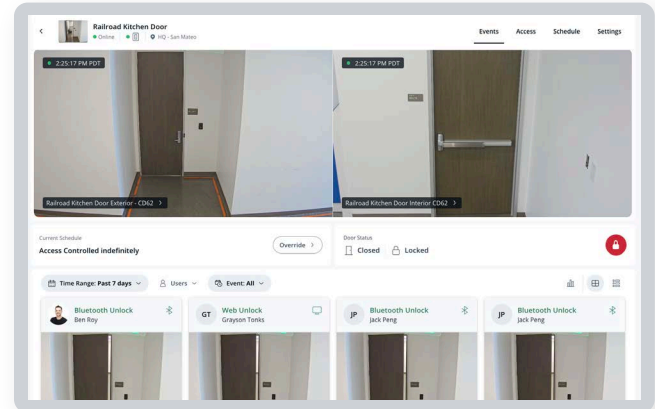 Railroad Kitchen Door
Online
HQ - San Mateo
Events Access Schedule Settings
2:25:17 PM PDT
2:25:17 PM PDT
Railroad Kitchen Door Exterior - CD62 >
Railroad Kitchen Door Interior CD62 >
Current Schedule
Access Controlled indefinitely
Override >
Door Status
Closed Locked
Time Range: Past 7 days
Users
Event: All
Bluetooth Unlock
Ben Roy
GT
Web Unlock
Grayson Tonks
JP
Bluetooth Unlock
Jack Peng
JP
Bluetooth Unlock
Jack Peng